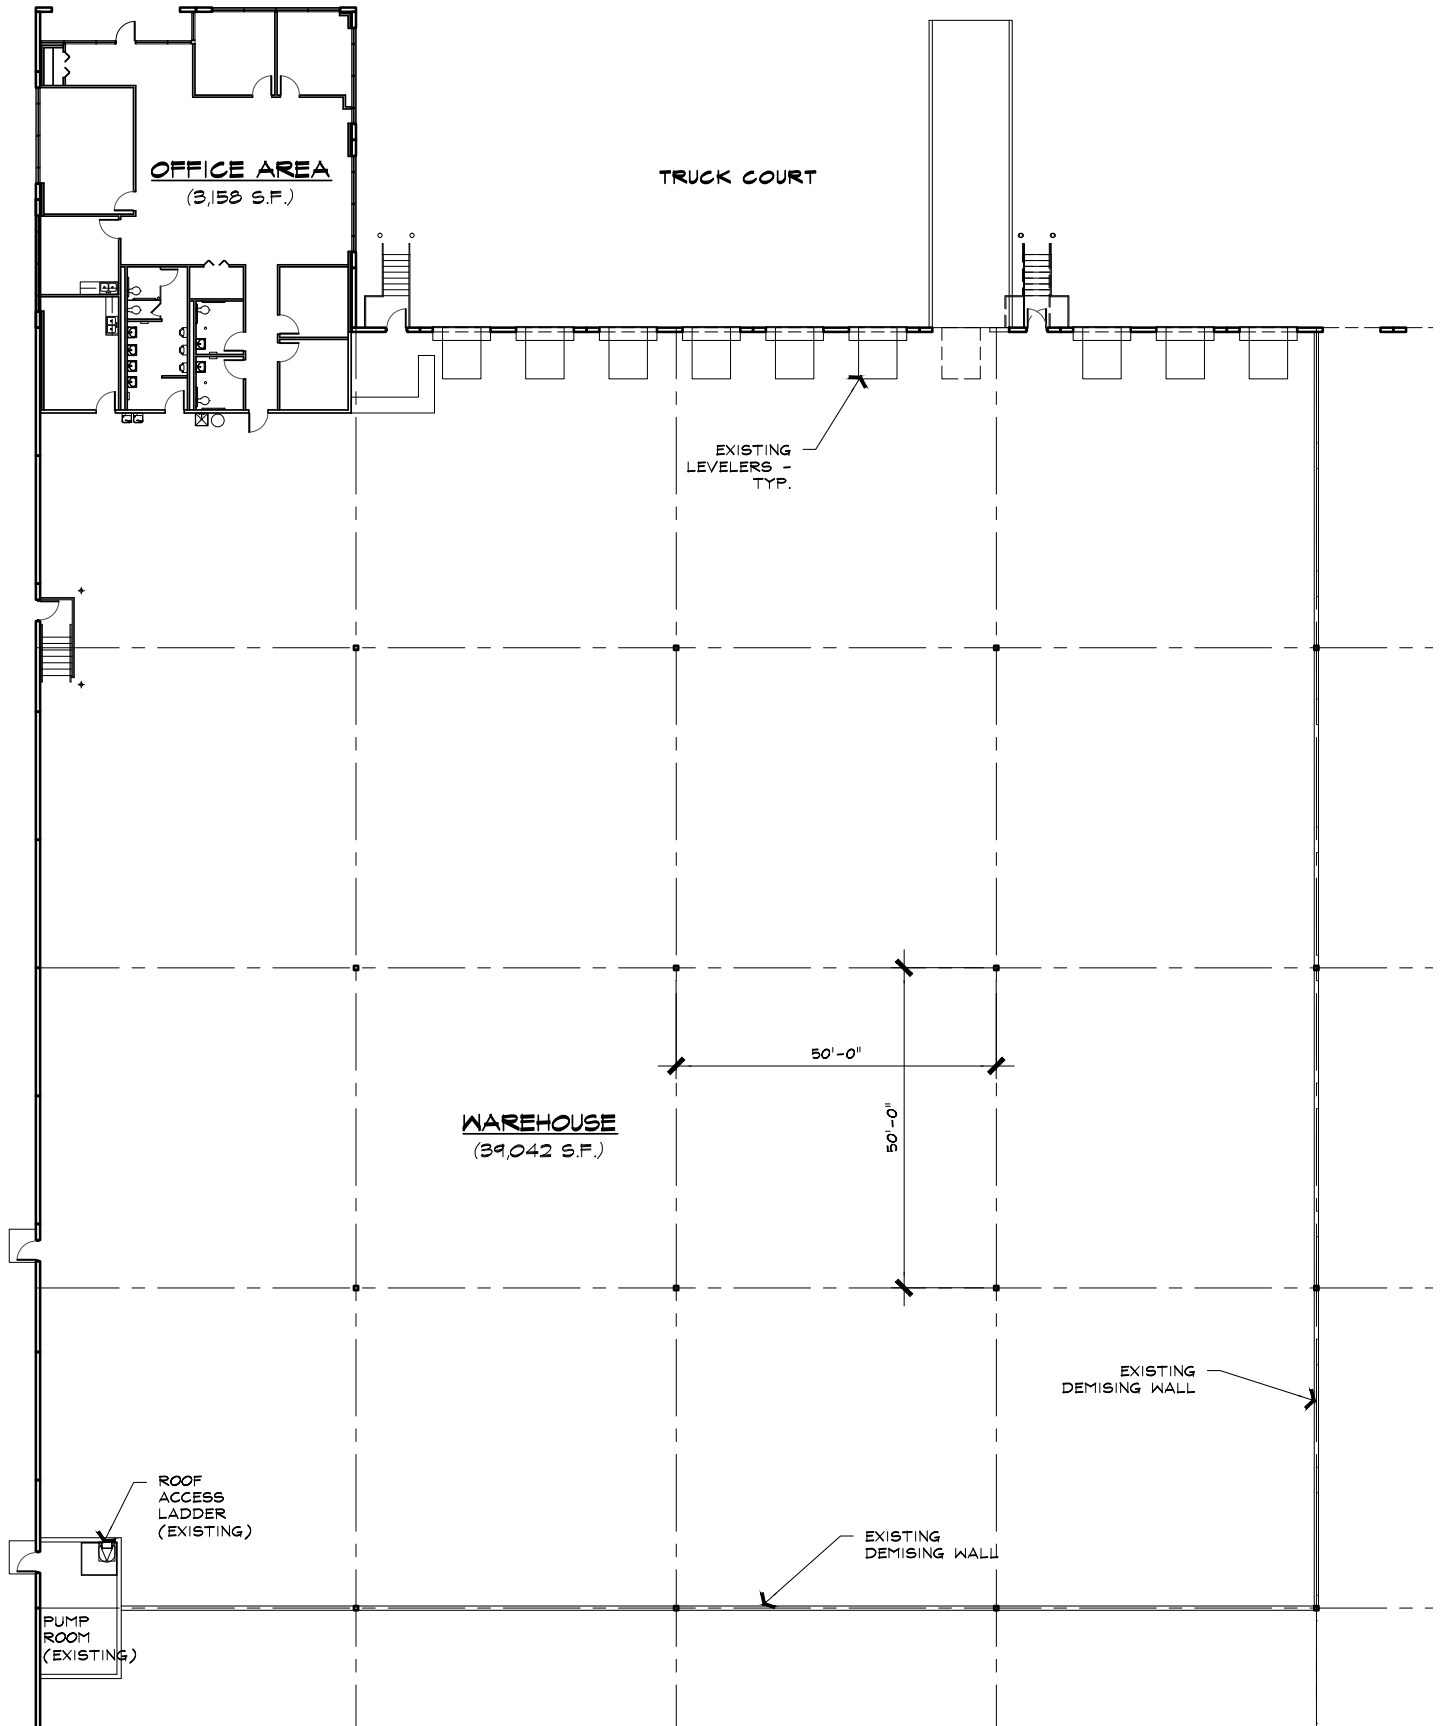 OFFICE AREA
(3,158 S.F.)
TRUCK COURT
EXISTING
LEVELERS -
TYP.
50'-0"
50'-0"
WAREHOUSE
(39,042 S.F.)
EXISTING
DEMISING WALL
ROOF
ACCESS
LADDER
(EXISTING)
EXISTING
DEMISING WALL
PUMP
ROOM
(EXISTING)